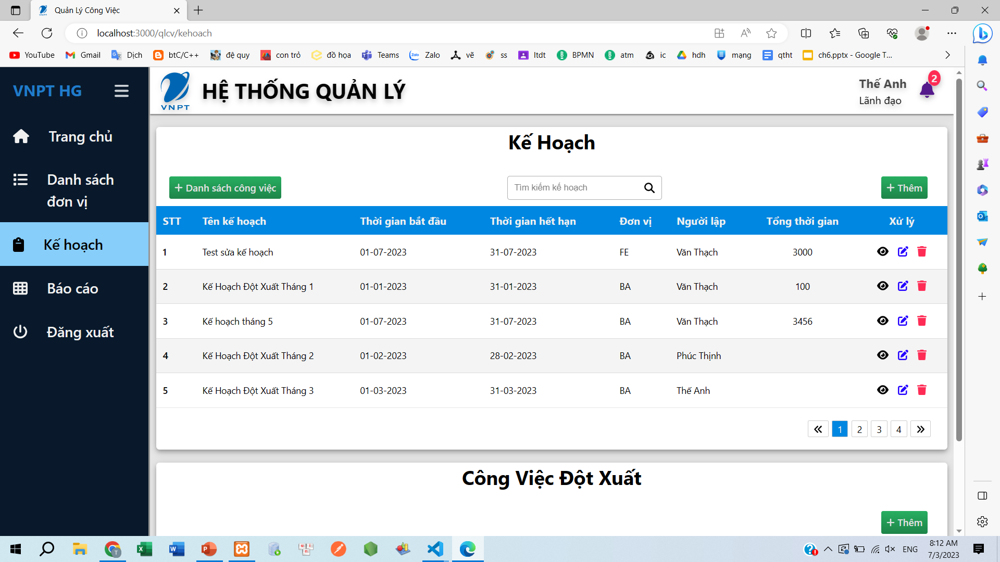 Quản Lý Công Việc
localhost:3000/qlcv/kehoach
YouTube Gmail Dịch btC/C++ đệ quy con trỏ đồ họa Teams Zalo vẽ ss ltdt BPMN atm ic hdh mạng qtht ch6.pptx - Google T...
VNPT HG
VNPT
HỆ THỐNG QUẢN LÝ
Thế Anh
Lãnh đạo
2
Trang chủ
Danh sách
đơn vị
Kế hoạch
Báo cáo
Đăng xuất
Kế Hoạch
+ Danh sách công việc
Tìm kiếm kế hoạch
+ Thêm
STT Tên kế hoạch Thời gian bắt đầu Thời gian hết hạn Đơn vị Người lập Tổng thời gian Xử lý
1 Test sửa kế hoạch 01-07-2023 31-07-2023 FE Văn Thạch 3000
2 Kế Hoạch Đột Xuất Tháng 1 01-01-2023 31-01-2023 BA Văn Thạch 100
3 Kế hoạch tháng 5 01-07-2023 31-07-2023 BA Văn Thạch 3456
4 Kế Hoạch Đột Xuất Tháng 2 01-02-2023 28-02-2023 BA Phúc Thịnh
5 Kế Hoạch Đột Xuất Tháng 3 01-03-2023 31-03-2023 BA Thế Anh
« 1 2 3 4 »
Công Việc Đột Xuất
+ Thêm
ENG
8:12 AM
7/3/2023